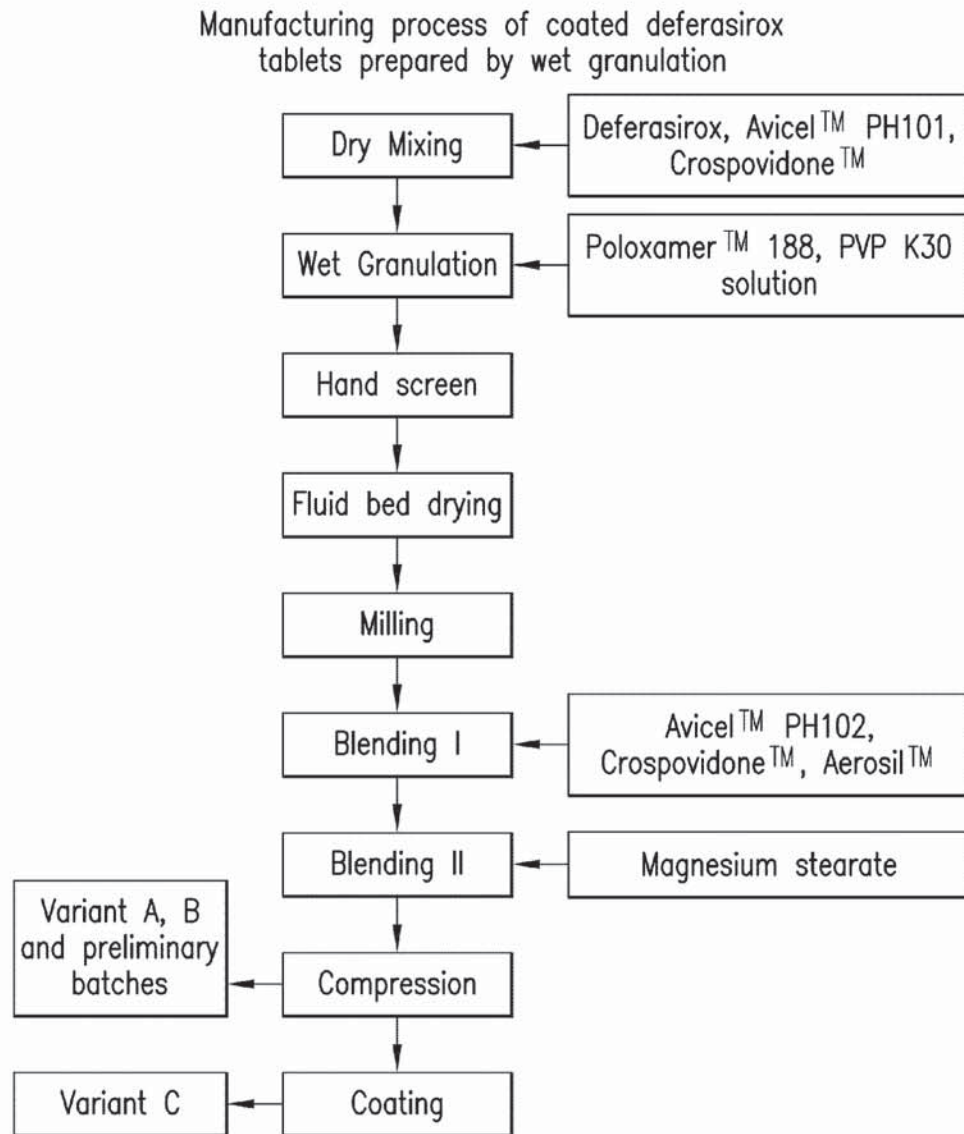 Manufacturing process of coated deferasirox
tablets prepared by wet granulation
Dry Mixing
Deferasirox, Avicel™ PH101,
Crospovidone™
Wet Granulation
Poloxamer™ 188, PVP K30
solution
Hand screen
Fluid bed drying
Milling
Blending I
Avicel™ PH102,
Crospovidone™, Aerosil™
Blending II
Magnesium stearate
Variant A, B
and preliminary
batches
Compression
Variant C
Coating